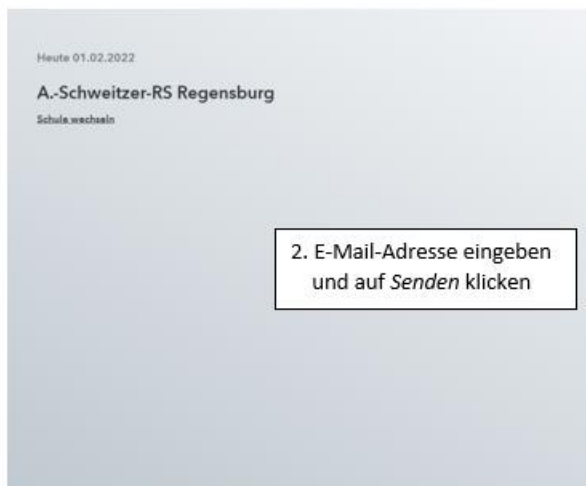 Heute 01.02.2022
A.-Schweitzer-RS Regensburg
Schule wechseln
2. E-Mail-Adresse eingeben
und auf Senden klicken